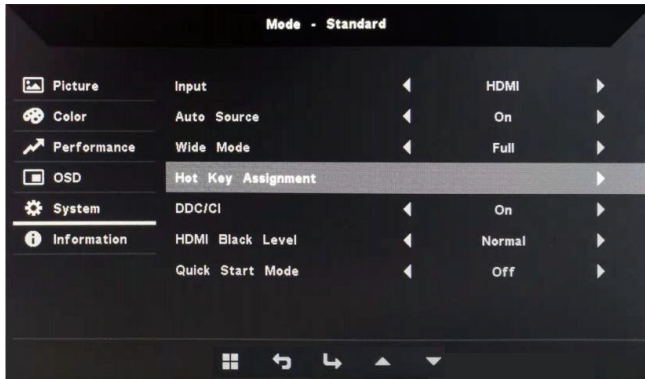 Mode - Standard
Picture
Color
Performance
OSD
System
Information
Input HDMI
Auto Source On
Wide Mode Full
Hot Key Assignment
DDC/CI On
HDMI Black Level Normal
Quick Start Mode Off